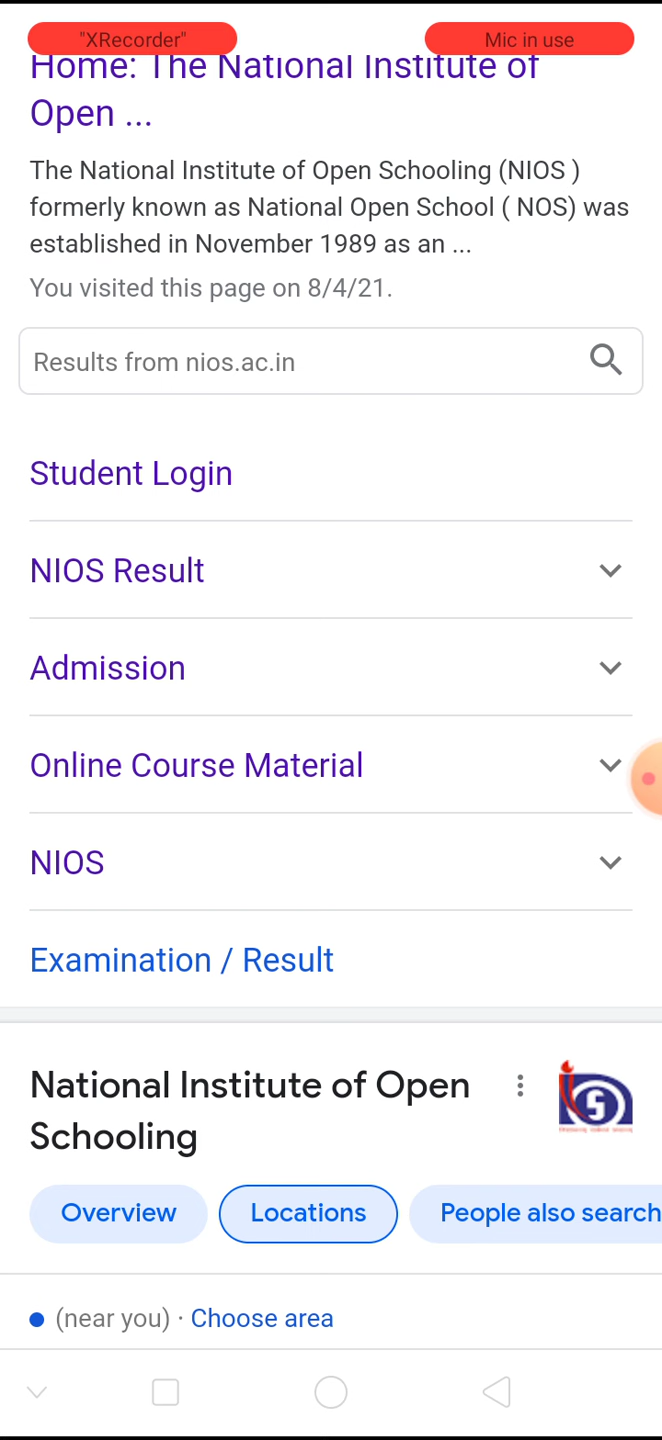 "XRecorder"
Mic in use
Home: The National Institute of
Open ...
The National Institute of Open Schooling (NIOS )
formerly known as National Open School ( NOS) was
established in November 1989 as an ...
You visited this page on 8/4/21.
Results from nios.ac.in
Student Login
NIOS Result
Admission
Online Course Material
NIOS
Examination / Result
National Institute of Open
Schooling
Overview
Locations
People also search
(near you) · Choose area